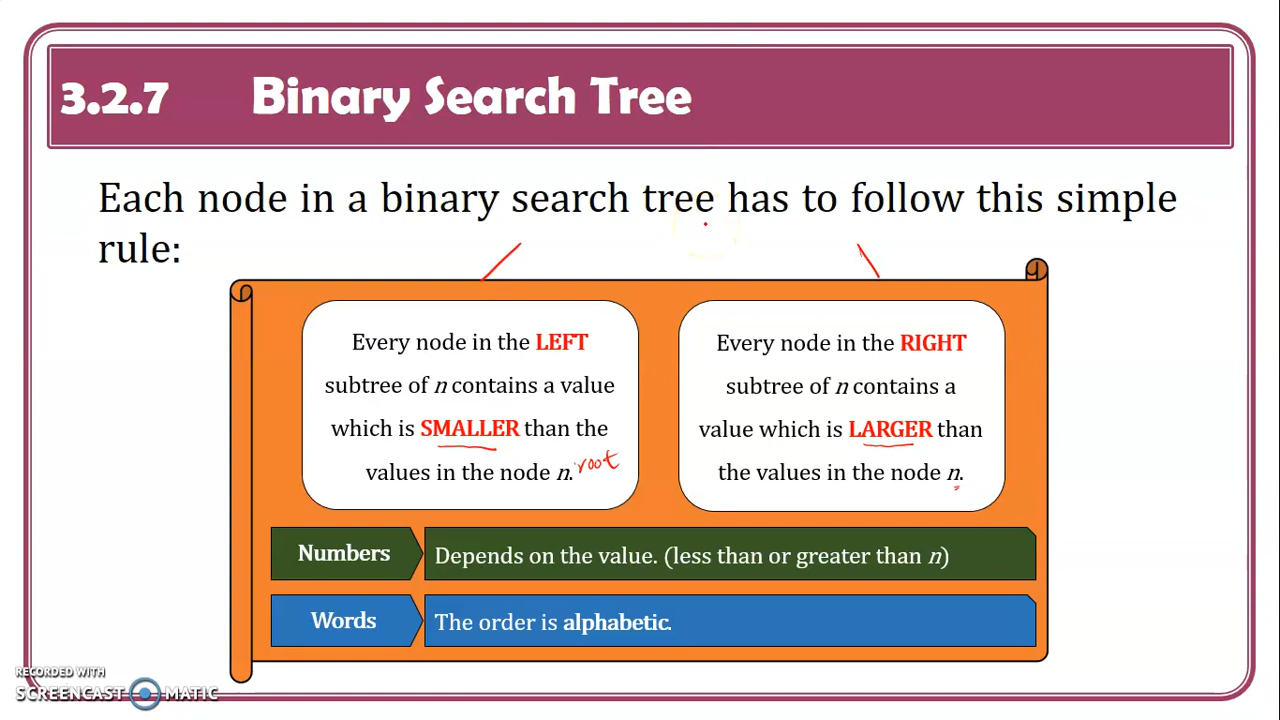 3.2.7 Binary Search Tree
Each node in a binary search tree has to follow this simple
rule:
Every node in the LEFT
subtree of n contains a value
which is SMALLER than the
values in the node n. root
Every node in the RIGHT
subtree of n contains a
value which is LARGER than
the values in the node n.
Numbers
Depends on the value. (less than or greater than n)
Words
The order is alphabetic.
RECORDED WITH
SCREENCAST MATIC